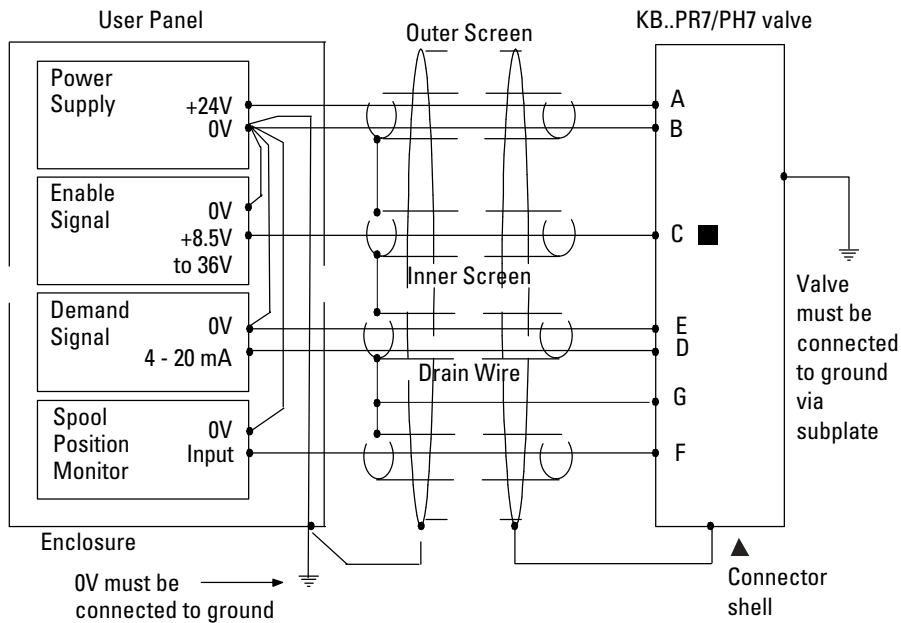 User Panel
Outer Screen
KB..PR7/PH7 valve
Power
Supply
+24V
0V
A
B
Enable
Signal
0V
+8.5V
to 36V
C
Inner Screen
Valve
must be
connected
to ground
via
subplate
Demand
Signal
0V
4 - 20 mA
E
D
Drain Wire
G
Spool
Position
Monitor
0V
Input
F
Enclosure
0V must be
connected to ground
Connector
shell